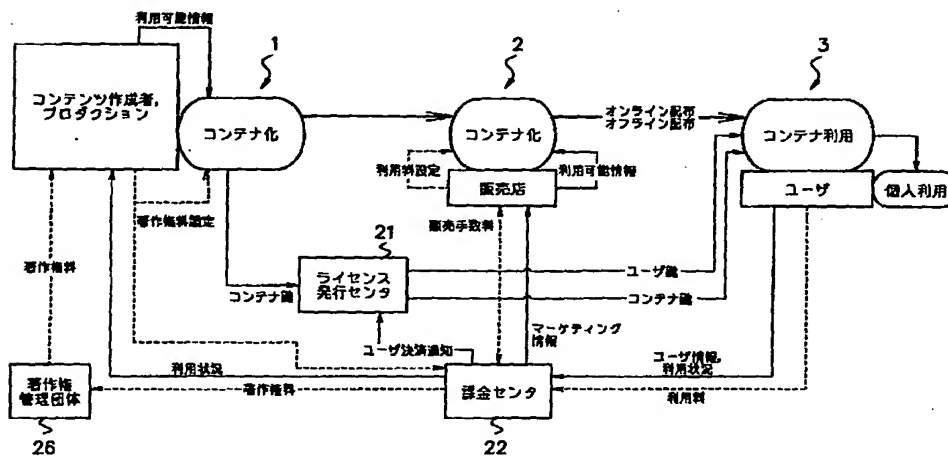 利用可能情報
1
2
3
コンテンツ作成者,
プロダクション
コンテナ化
コンテナ化
オンライン配布
オフライン配布
コンテナ利用
利用料設定
利用可能情報
販売店
ユーザ
個人利用
著作権料設定
販売手数料
21
著作権料
ライセンス
発行センタ
ユーザ鍵
コンテナ鍵
コンテナ鍵
マーケティング
情報
ユーザ決済通知
ユーザ情報,
利用状況
利用状況
著作権
管理団体
著作権料
課金センタ
利用料
26
22